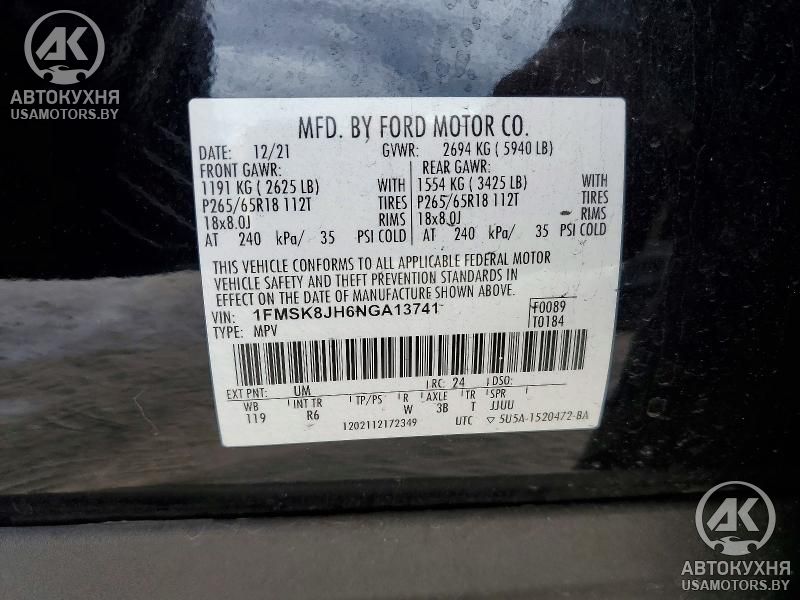 AK
АВТОКУХНЯ
USAMOTORS.BY
MFD. BY FORD MOTOR CO.
DATE: 12/21 GVWR: 2694 KG ( 5940 LB)
FRONT GAWR: REAR GAWR:
1191 KG ( 2625 LB) WITH 1554 KG ( 3425 LB) WITH
P265/65R18 112T TIRES P265/65R18 112T TIRES
18x8.0J RIMS 18x8.0J RIMS
AT 240 kPa/ 35 PSI COLD AT 240 kPa/ 35 PSI COLD
THIS VEHICLE CONFORMS TO ALL APPLICABLE FEDERAL MOTOR
VEHICLE SAFETY AND THEFT PREVENTION STANDARDS IN
EFFECT ON THE DATE OF MANUFACTURE SHOWN ABOVE.
VIN: 1FMSK8JH6NGA13741 F0089
TYPE: MPV T0184
EXT PNT: UM RC: 24 DSO:
WB INT TR TP/PS R AXLE TR SPR
119 R6 W 3B T JJUU
1202112172349 UTC ▽ 5U5A-1520472-BA
AK
АВТОКУХНЯ
USAMOTORS.BY